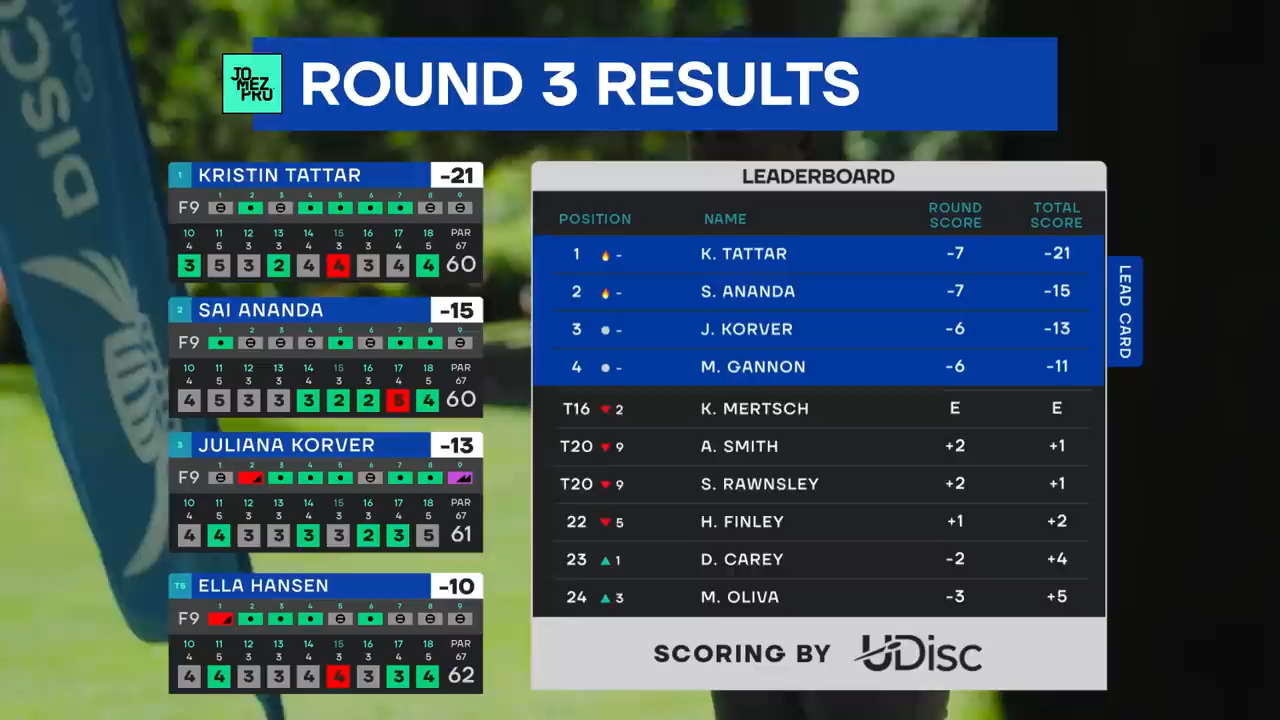 DISCO
DISC
JO
MEZ
PRO
ROUND 3 RESULTS
1 KRISTIN TATTAR -21
1 2 3 4 5 6 7 8 9
F9
10 11 12 13 14 15 16 17 18 PAR
4 5 3 3 4 3 3 4 5 67
3 5 3 2 4 4 3 4 4 60
2 SAI ANANDA -15
1 2 3 4 5 6 7 8 9
F9
10 11 12 13 14 15 16 17 18 PAR
4 5 3 3 4 3 3 4 5 67
4 5 3 3 3 2 2 5 4 60
3 JULIANA KORVER -13
1 2 3 4 5 6 7 8 9
F9
10 11 12 13 14 15 16 17 18 PAR
4 5 3 3 4 3 3 4 5 67
4 4 3 3 3 3 2 3 5 61
T5 ELLA HANSEN -10
1 2 3 4 5 6 7 8 9
F9
10 11 12 13 14 15 16 17 18 PAR
4 5 3 3 4 3 3 4 5 67
4 4 3 3 4 4 3 3 4 62
LEADERBOARD
POSITION NAME ROUND SCORE TOTAL SCORE
1 - K. TATTAR -7 -21
2 - S. ANANDA -7 -15
3 - J. KORVER -6 -13
4 - M. GANNON -6 -11
T16 2 K. MERTSCH E E
T20 9 A. SMITH +2 +1
T20 9 S. RAWNSLEY +2 +1
22 5 H. FINLEY +1 +2
23 1 D. CAREY -2 +4
24 3 M. OLIVA -3 +5
LEAD CARD
SCORING BY UDisc